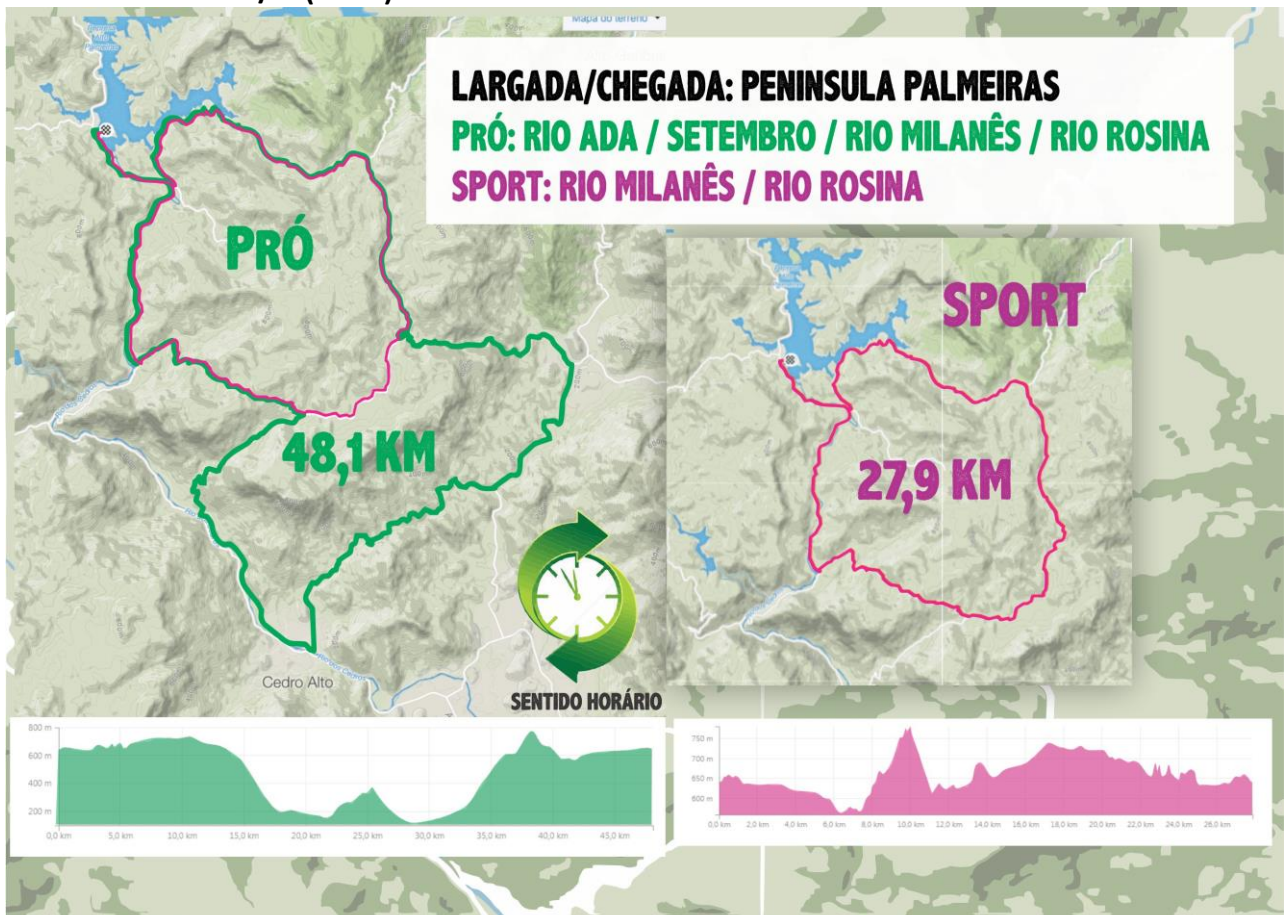 Mapa do terreno
LARGADA/CHEGADA: PENINSULA PALMEIRAS
PRÓ: RIO ADA / SETEMBRO / RIO MILANÊS / RIO ROSINA
SPORT: RIO MILANÊS / RIO ROSINA
PRÓ
48,1 KM
SPORT
27,9 KM
Cedro Alto
SENTIDO HORÁRIO
800 m
600 m
400 m
200 m
0,0 km 5,0 km 10,0 km 15,0 km 20,0 km 25,0 km 30,0 km 35,0 km 40,0 km 45,0 km
750 m
700 m
650 m
600 m
0,0 km 2,0 km 4,0 km 6,0 km 8,0 km 10,0 km 12,0 km 14,0 km 16,0 km 18,0 km 20,0 km 22,0 km 24,0 km 26,0 km